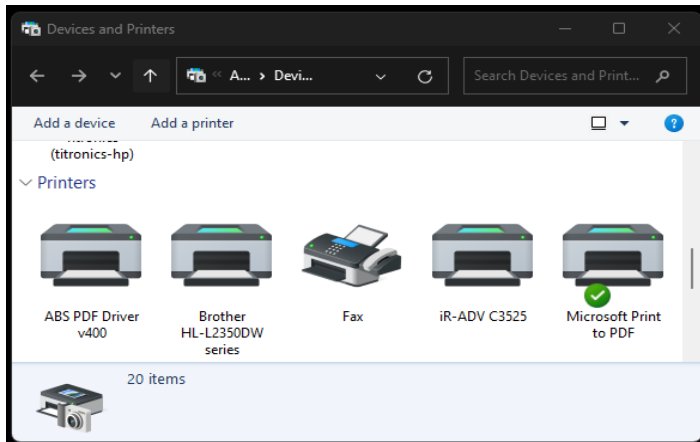 Devices and Printers
« A... > Devi...
Search Devices and Print...
Add a device Add a printer
?
(titronics-hp)
Printers
ABS PDF Driver
v400
Brother
HL-L2350DW
series
Fax
iR-ADV C3525
Microsoft Print
to PDF
20 items